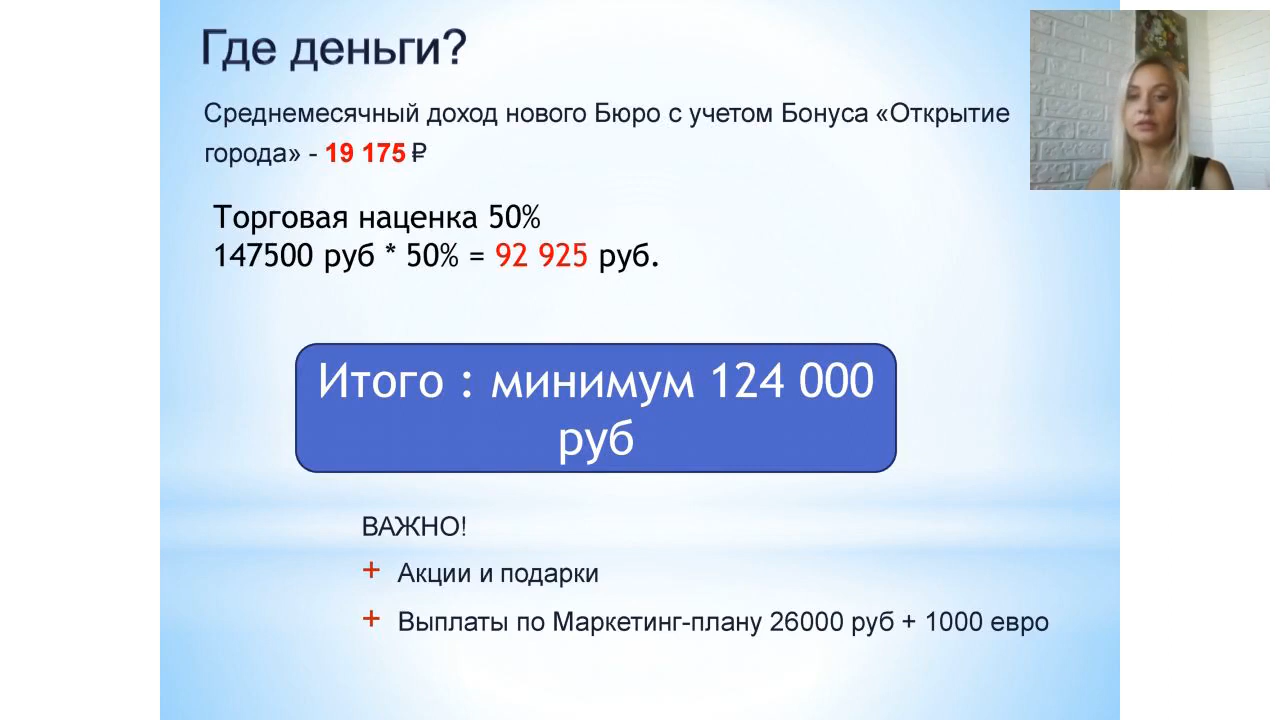 Где деньги?
Среднемесячный доход нового Бюро с учетом Бонуса «Открытие
города» - 19 175 ₽
Торговая наценка 50%
147500 руб * 50% = 92 925 руб.
Итого : минимум 124 000
руб
ВАЖНО!
+ Акции и подарки
+ Выплаты по Маркетинг-плану 26000 руб + 1000 евро